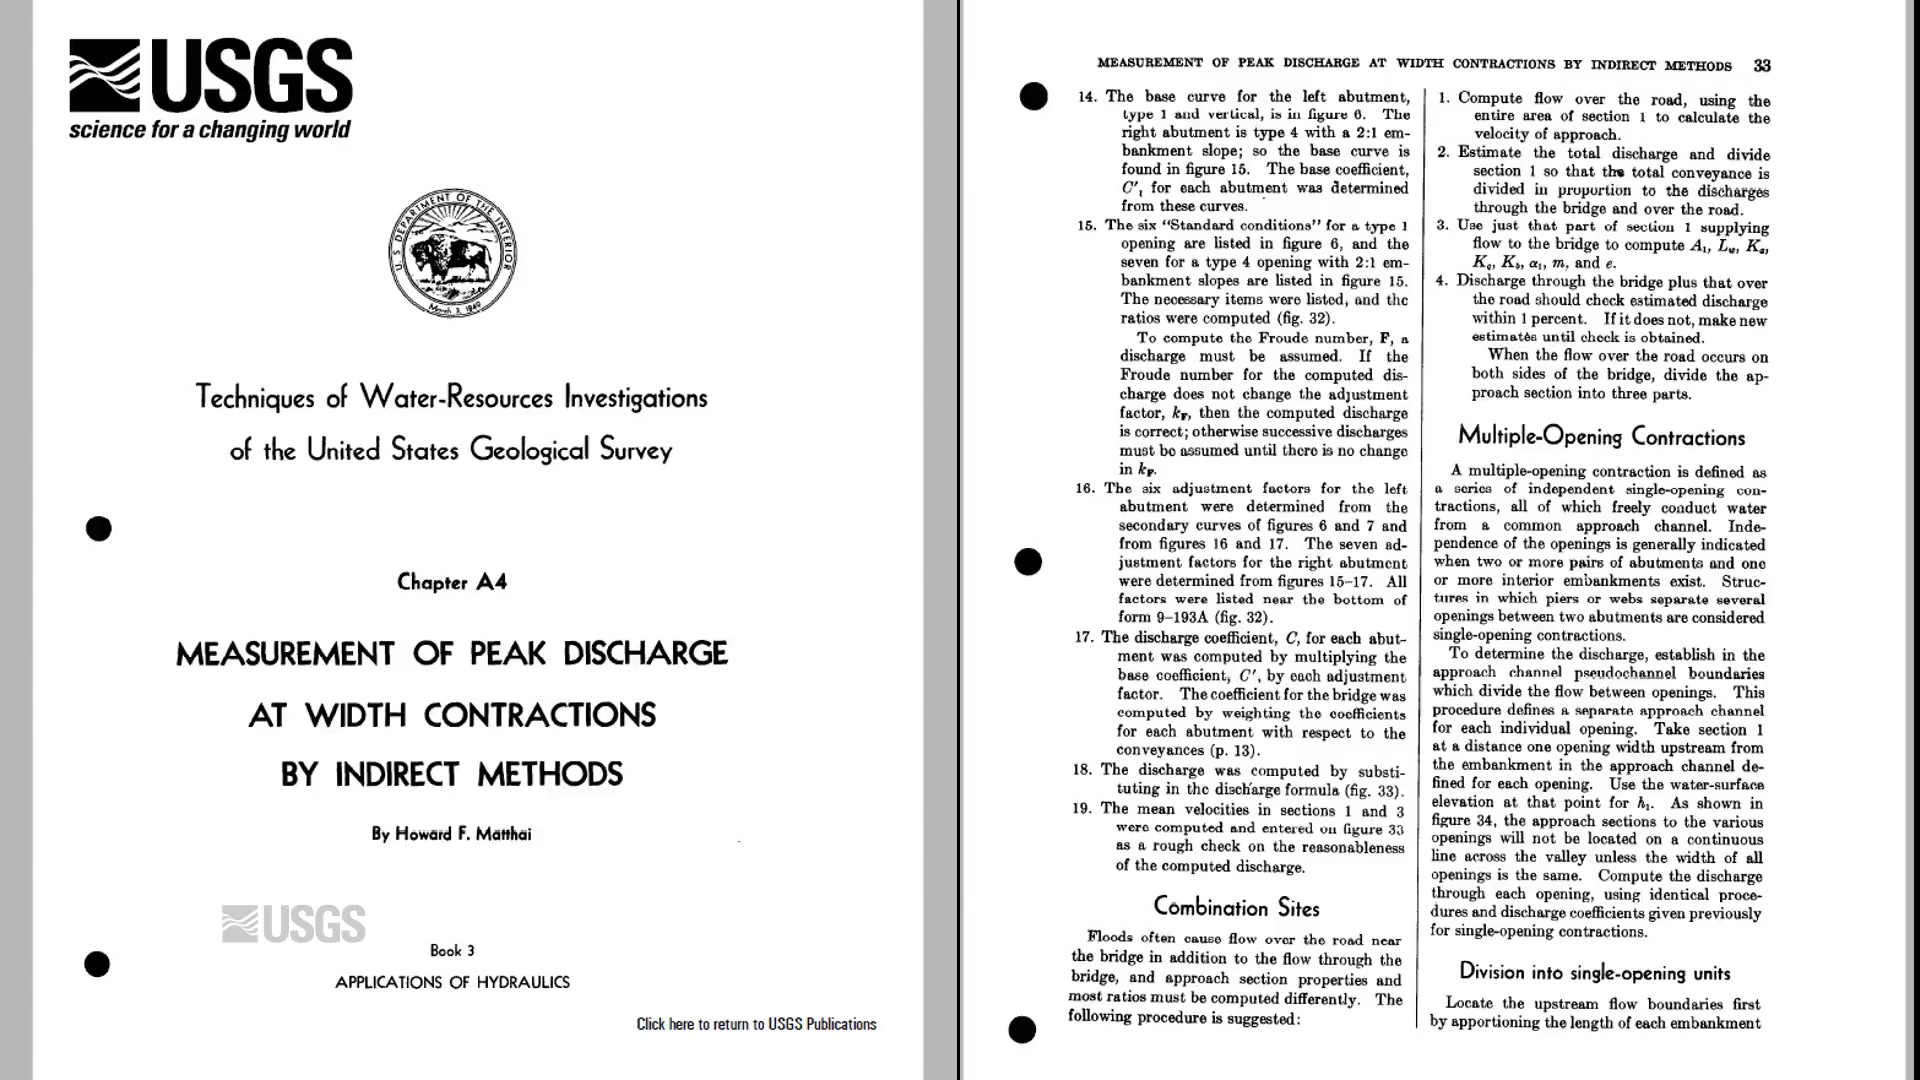 USGS
science for a changing world
U. S. DEPARTMENT OF THE INTERIOR
March 3, 1849
Techniques of Water-Resources Investigations
of the United States Geological Survey
Chapter A4
MEASUREMENT OF PEAK DISCHARGE
AT WIDTH CONTRACTIONS
BY INDIRECT METHODS
By Howard F. Matthai
USGS
Book 3
APPLICATIONS OF HYDRAULICS
Click here to return to USGS Publications
MEASUREMENT OF PEAK DISCHARGE AT WIDTH CONTRACTIONS BY INDIRECT METHODS 33
14. The base curve for the left abutment,
type 1 and vertical, is in figure 6. The
right abutment is type 4 with a 2:1 em-
bankment slope; so the base curve is
found in figure 15. The base coefficient,
C′, for each abutment was determined
from these curves.
15. The six "Standard conditions" for a type 1
opening are listed in figure 6, and the
seven for a type 4 opening with 2:1 em-
bankment slopes are listed in figure 15.
The necessary items were listed, and the
ratios were computed (fig. 32).
To compute the Froude number, F, a
discharge must be assumed. If the
Froude number for the computed dis-
charge does not change the adjustment
factor, kF, then the computed discharge
is correct; otherwise successive discharges
must be assumed until there is no change
in kF.
16. The six adjustment factors for the left
abutment were determined from the
secondary curves of figures 6 and 7 and
from figures 16 and 17. The seven ad-
justment factors for the right abutment
were determined from figures 15-17. All
factors were listed near the bottom of
form 9-193A (fig. 32).
17. The discharge coefficient, C, for each abut-
ment was computed by multiplying the
base coefficient, C′, by each adjustment
factor. The coefficient for the bridge was
computed by weighting the coefficients
for each abutment with respect to the
conveyances (p. 13).
18. The discharge was computed by substi-
tuting in the discharge formula (fig. 33).
19. The mean velocities in sections 1 and 3
were computed and entered on figure 33
as a rough check on the reasonableness
of the computed discharge.
Combination Sites
Floods often cause flow over the road near
the bridge in addition to the flow through the
bridge, and approach section properties and
most ratios must be computed differently. The
following procedure is suggested:
1. Compute flow over the road, using the
entire area of section 1 to calculate the
velocity of approach.
2. Estimate the total discharge and divide
section 1 so that the total conveyance is
divided in proportion to the discharges
through the bridge and over the road.
3. Use just that part of section 1 supplying
flow to the bridge to compute A₁, Lw, Ka,
Kc, Kb, α₁, m, and e.
4. Discharge through the bridge plus that over
the road should check estimated discharge
within 1 percent. If it does not, make new
estimates until check is obtained.
When the flow over the road occurs on
both sides of the bridge, divide the ap-
proach section into three parts.
Multiple-Opening Contractions
A multiple-opening contraction is defined as
a series of independent single-opening con-
tractions, all of which freely conduct water
from a common approach channel. Inde-
pendence of the openings is generally indicated
when two or more pairs of abutments and one
or more interior embankments exist. Struc-
tures in which piers or webs separate several
openings between two abutments are considered
single-opening contractions.
To determine the discharge, establish in the
approach channel pseudochannel boundaries
which divide the flow between openings. This
procedure defines a separate approach channel
for each individual opening. Take section 1
at a distance one opening width upstream from
the embankment in the approach channel de-
fined for each opening. Use the water-surface
elevation at that point for h₁. As shown in
figure 34, the approach sections to the various
openings will not be located on a continuous
line across the valley unless the width of all
openings is the same. Compute the discharge
through each opening, using identical proce-
dures and discharge coefficients given previously
for single-opening contractions.
Division into single-opening units
Locate the upstream flow boundaries first
by apportioning the length of each embankment